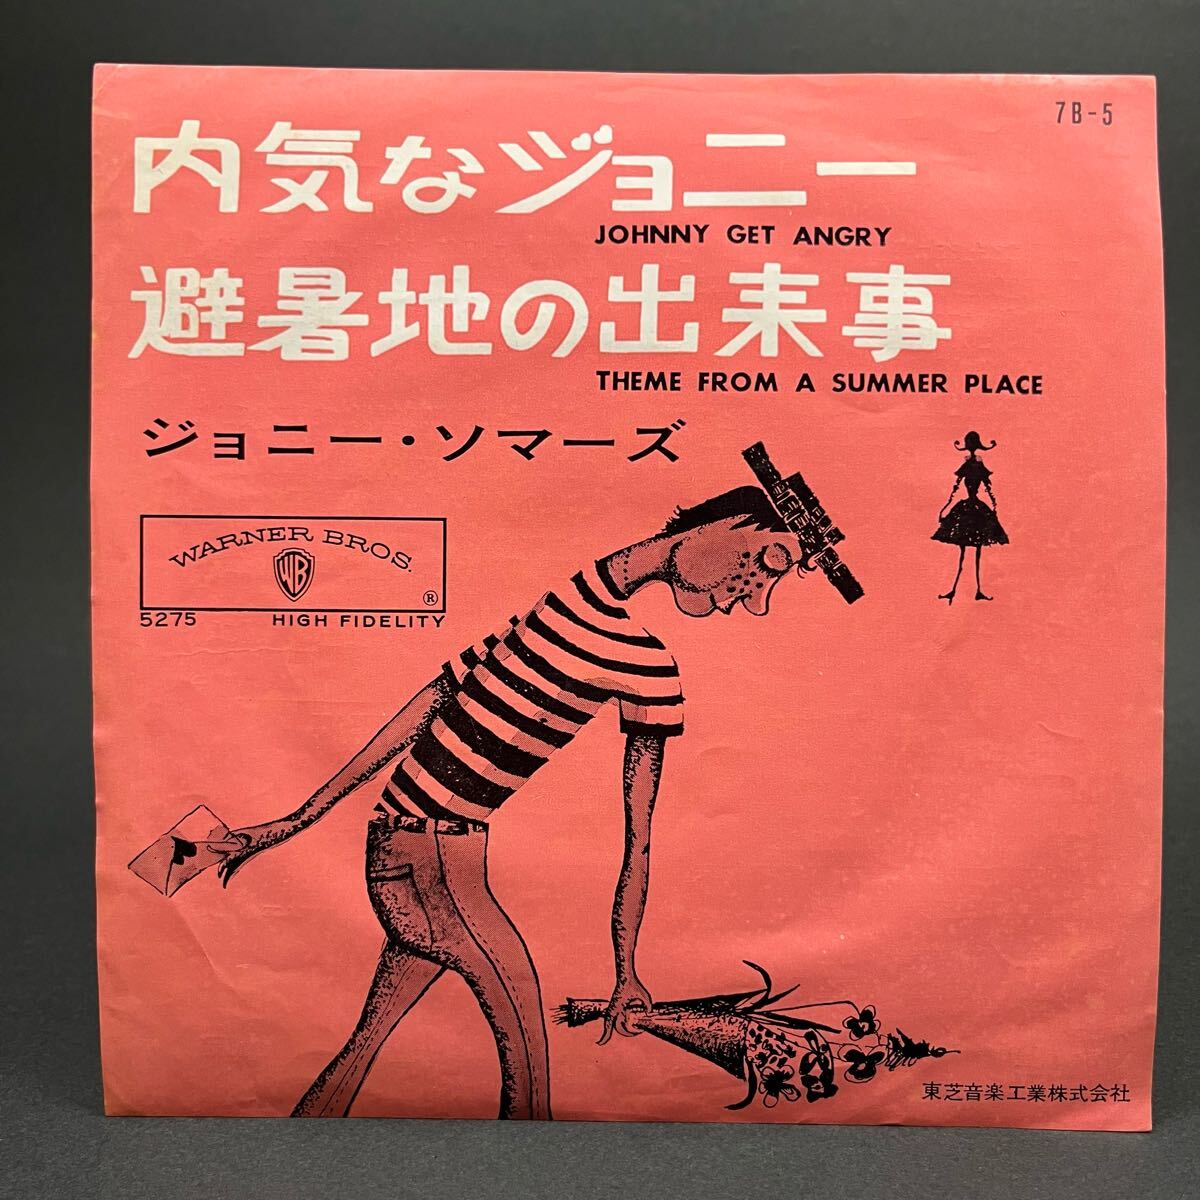 7B-5
内気なジョニー
JOHNNY GET ANGRY
避暑地の出来事
THEME FROM A SUMMER PLACE
ジョニー・ソマーズ
WARNER BROS.
WB
®
5275 HIGH FIDELITY
東芝音楽工業株式会社